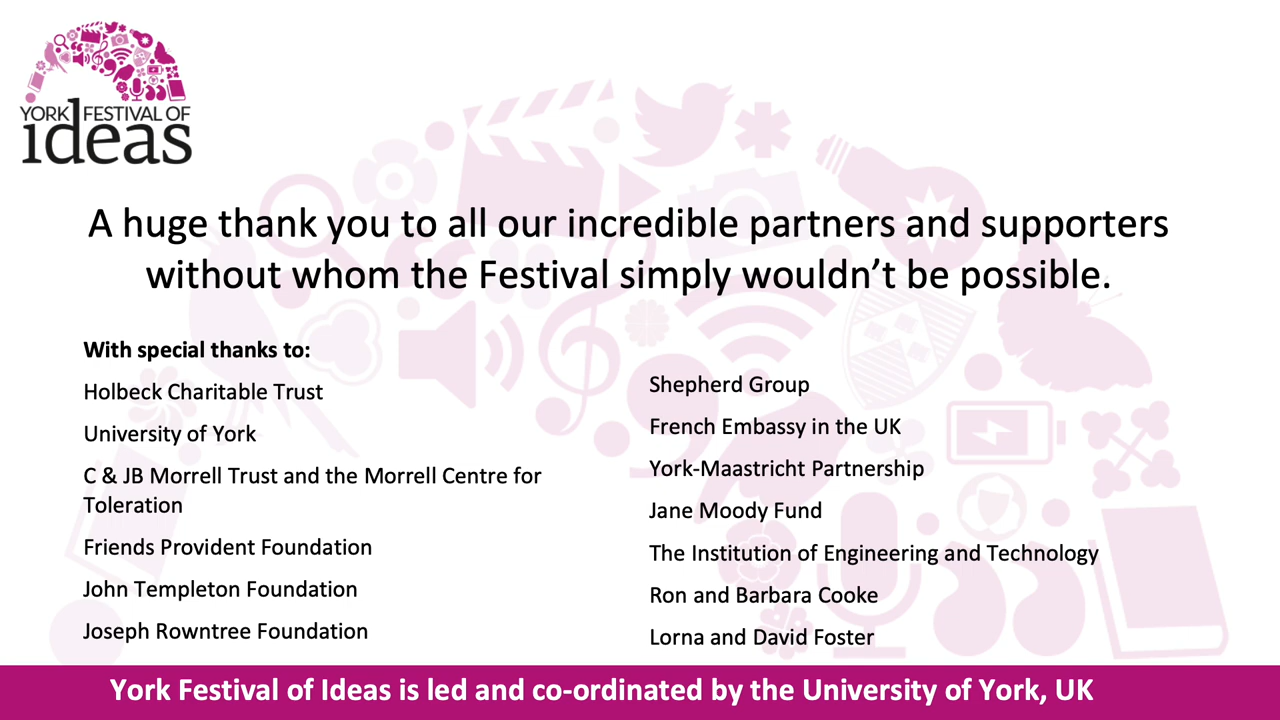 YORK FESTIVAL OF
ideas
A huge thank you to all our incredible partners and supporters
without whom the Festival simply wouldn’t be possible.
With special thanks to:
Holbeck Charitable Trust
University of York
C & JB Morrell Trust and the Morrell Centre for
Toleration
Friends Provident Foundation
John Templeton Foundation
Joseph Rowntree Foundation
Shepherd Group
French Embassy in the UK
York-Maastricht Partnership
Jane Moody Fund
The Institution of Engineering and Technology
Ron and Barbara Cooke
Lorna and David Foster
York Festival of Ideas is led and co-ordinated by the University of York, UK